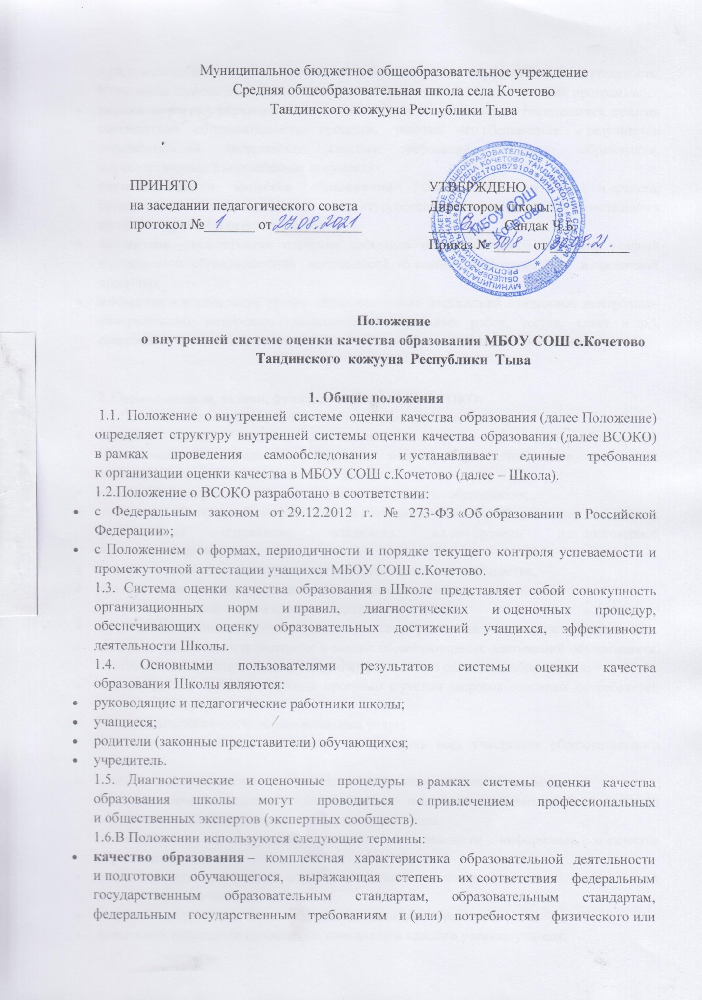 Муниципальное бюджетное общеобразовательное учреждение
Средняя общеобразовательная школа села Кочетово
Тандинского кожууна Республики Тыва
ПРИНЯТО
на заседании педагогического совета
протокол № 1 от 27.08.2021
УТВЕРЖДЕНО
Директором школы:
Сандак Ч.Б.
Приказ № 50/8 от .08.21.
МБОУ СОШ
с. Кочетово
Положение
о внутренней системе оценки качества образования МБОУ СОШ с.Кочетово
Тандинского кожууна Республики Тыва
1. Общие положения
1.1. Положение о внутренней системе оценки качества образования (далее Положение)
определяет структуру внутренней системы оценки качества образования (далее ВСОКО)
в рамках проведения самообследования и устанавливает единые требования
к организации оценки качества в МБОУ СОШ с.Кочетово (далее – Школа).
1.2.Положение о ВСОКО разработано в соответствии:
• с Федеральным законом от 29.12.2012 г. № 273-ФЗ «Об образовании в Российской
Федерации»;
• с Положением о формах, периодичности и порядке текущего контроля успеваемости и
промежуточной аттестации учащихся МБОУ СОШ с.Кочетово.
1.3. Система оценки качества образования в Школе представляет собой совокупность
организационных норм и правил, диагностических и оценочных процедур,
обеспечивающих оценку образовательных достижений учащихся, эффективности
деятельности Школы.
1.4. Основными пользователями результатов системы оценки качества
образования Школы являются:
• руководящие и педагогические работники школы;
• учащиеся;
• родители (законные представители) обучающихся;
• учредитель.
1.5. Диагностические и оценочные процедуры в рамках системы оценки качества
образования школы могут проводиться с привлечением профессиональных
и общественных экспертов (экспертных сообществ).
1.6.В Положении используются следующие термины:
• качество образования – комплексная характеристика образовательной деятельности
и подготовки обучающегося, выражающая степень их соответствия федеральным
государственным образовательным стандартам, образовательным стандартам,
федеральным государственным требованиям и (или) потребностям физического или